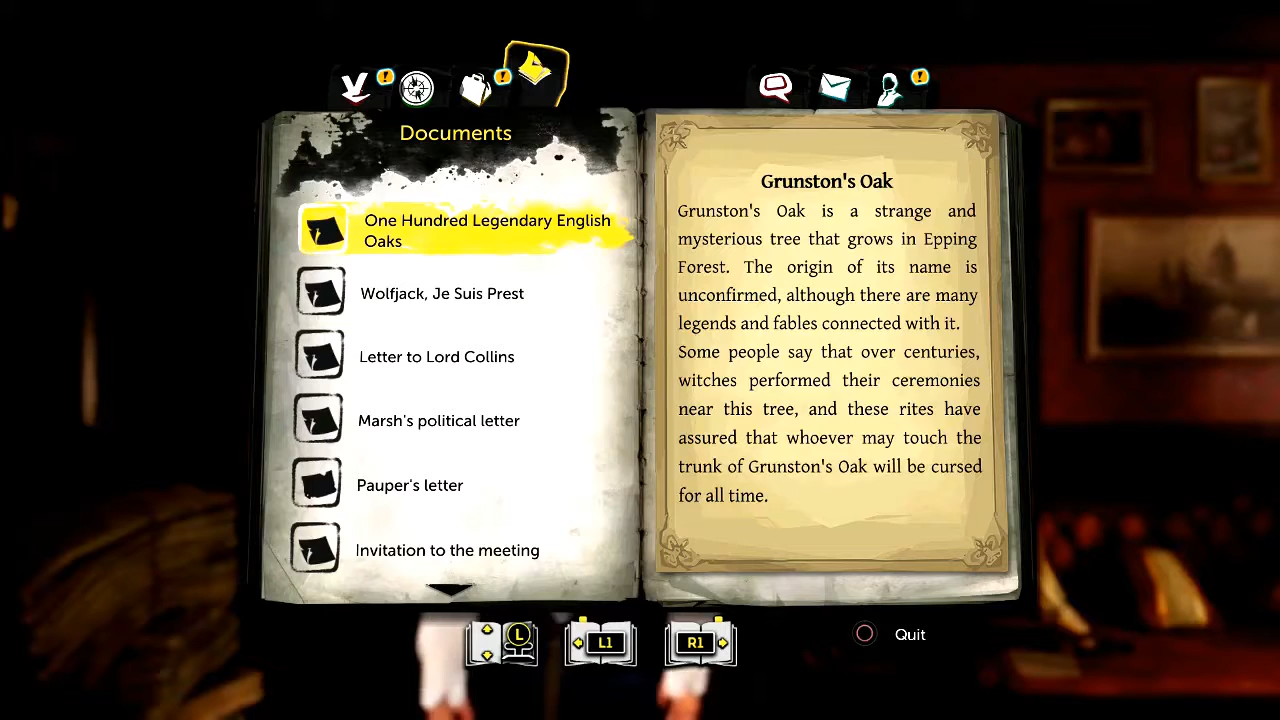 Documents
One Hundred Legendary English
Oaks
Wolfjack, Je Suis Prest
Letter to Lord Collins
Marsh's political letter
Pauper's letter
Invitation to the meeting
Grunston's Oak
Grunston's Oak is a strange and
mysterious tree that grows in Epping
Forest. The origin of its name is
unconfirmed, although there are many
legends and fables connected with it.
Some people say that over centuries,
witches performed their ceremonies
near this tree, and these rites have
assured that whoever may touch the
trunk of Grunston's Oak will be cursed
for all time.
L
L1
R1
Quit